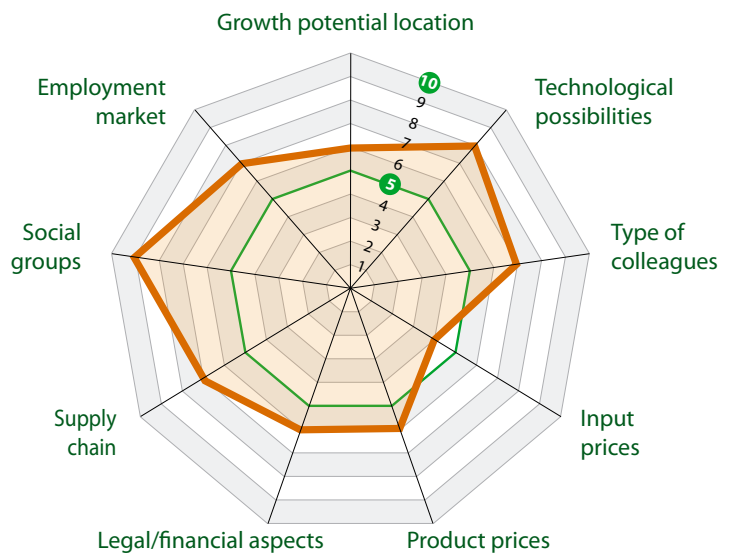 Growth potential location
Employment
market
Technological
possibilities
10
9
8
7
6
5
4
3
2
1
Social
groups
Type of
colleagues
Supply
chain
Input
prices
Legal/financial aspects
Product prices